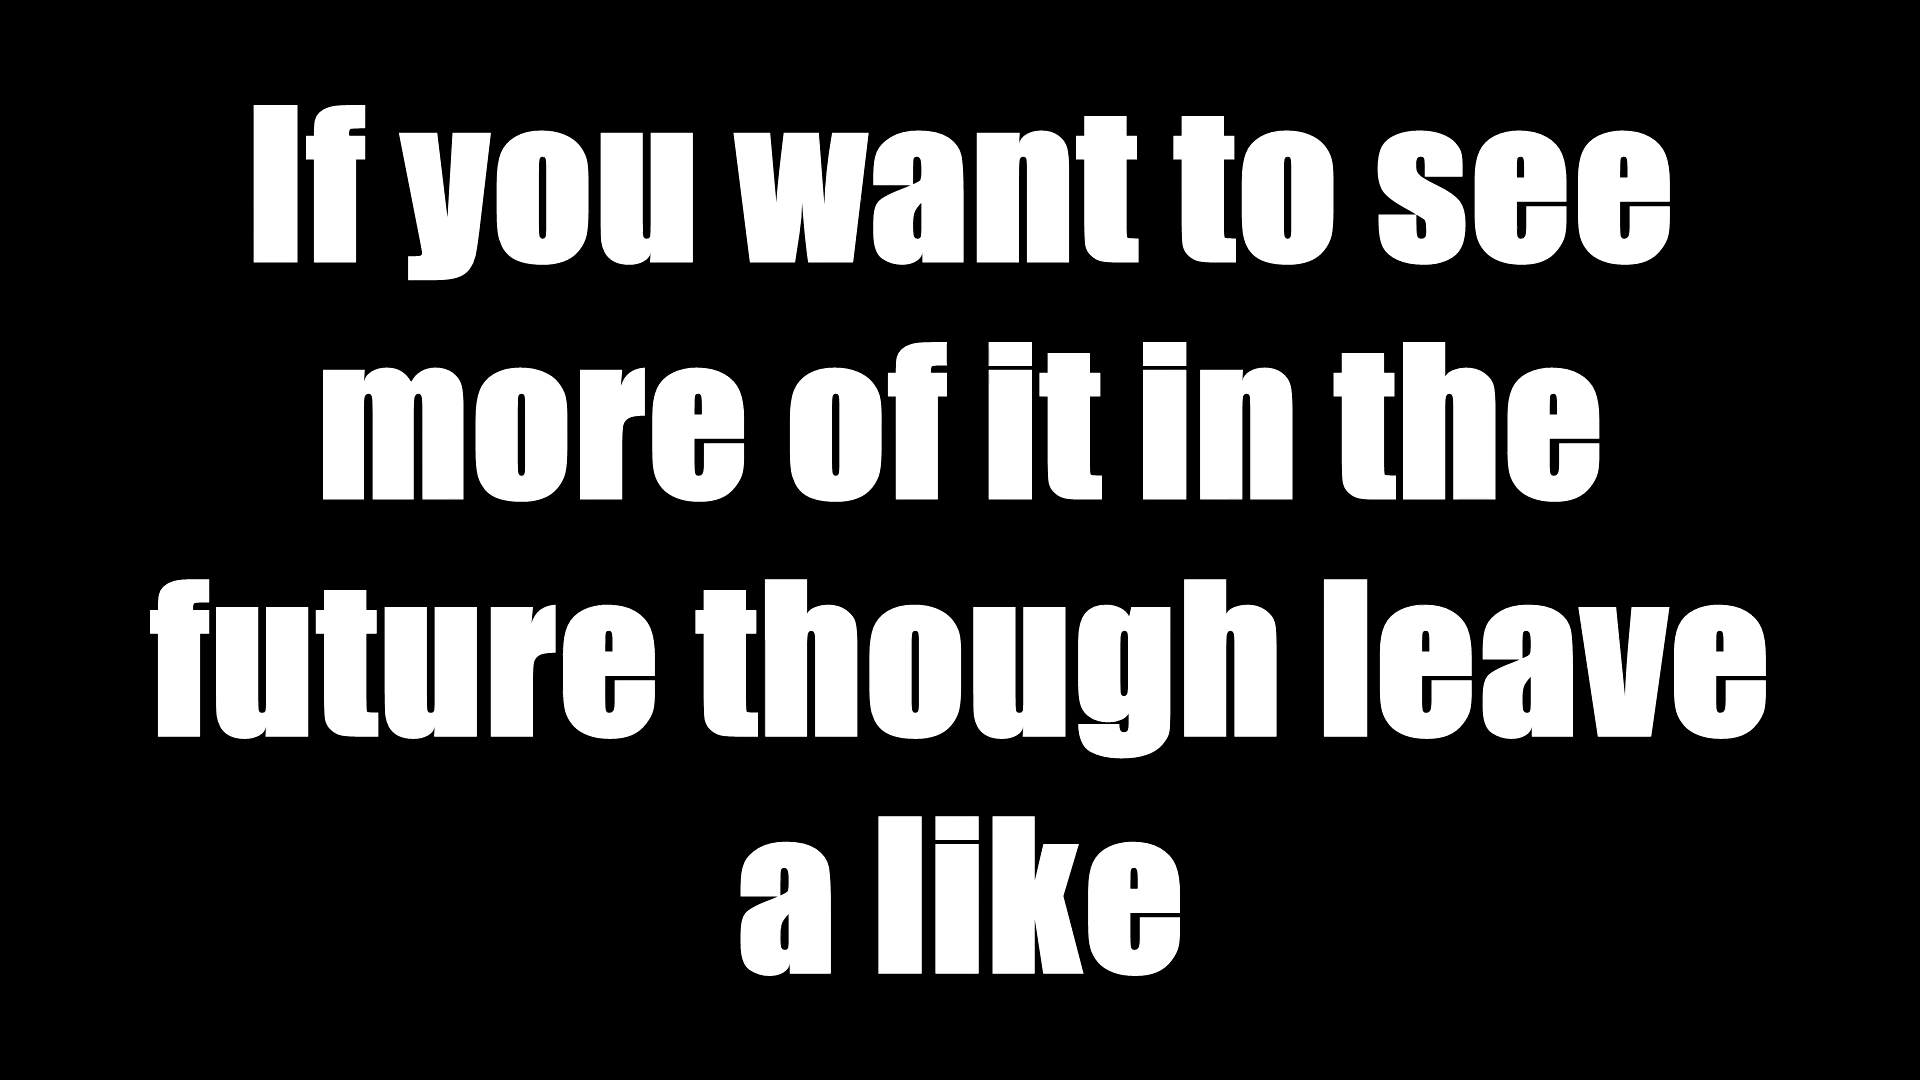 If you want to see
more of it in the
future though leave
a like